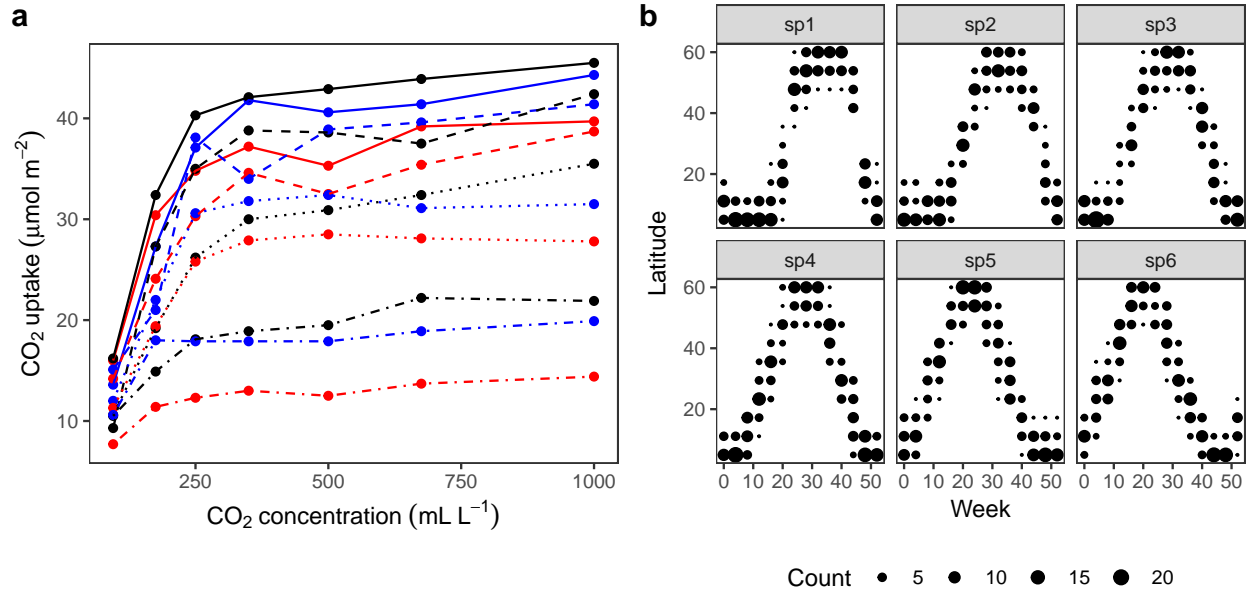 a
CO₂ uptake (μmol m⁻²)
40
30
20
10
250 500 750 1000
CO₂ concentration (mL L⁻¹)
b
sp1 sp2 sp3
60
40
20
sp4 sp5 sp6
60
40
20
Latitude
0 10 20 30 40 50 0 10 20 30 40 50 0 10 20 30 40 50
Week
Count 5 10 15 20